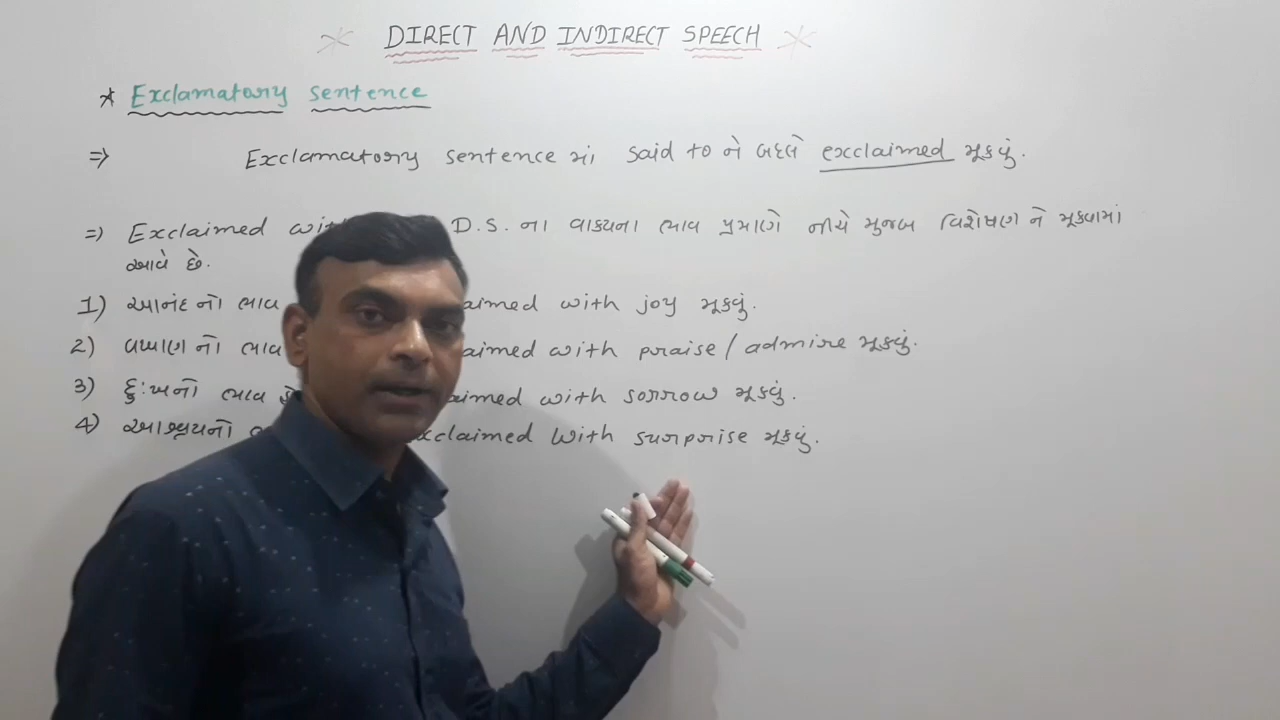 DIRECT AND INDIRECT SPEECH
* Exclamatory sentence
⇒ Exclamatory sentence માં said to ને બદલે exclaimed મૂકવું.
⇒ Exclaimed with D.S. ના વાક્યના ભાવ પ્રમાણે નીચે મુજબ વિશેષણ ને મૂકવામાં
આવે છે.
1) આનંદ નો ભાવ aimed with joy મૂકવું.
2) વખાણ નો ભાવ aimed with praise / admire મૂકવું.
3) દુઃખનો ભાવ aimed with sorrow મૂકવું.
4) આશ્ચર્યનો exclaimed with surprise મૂકવું.